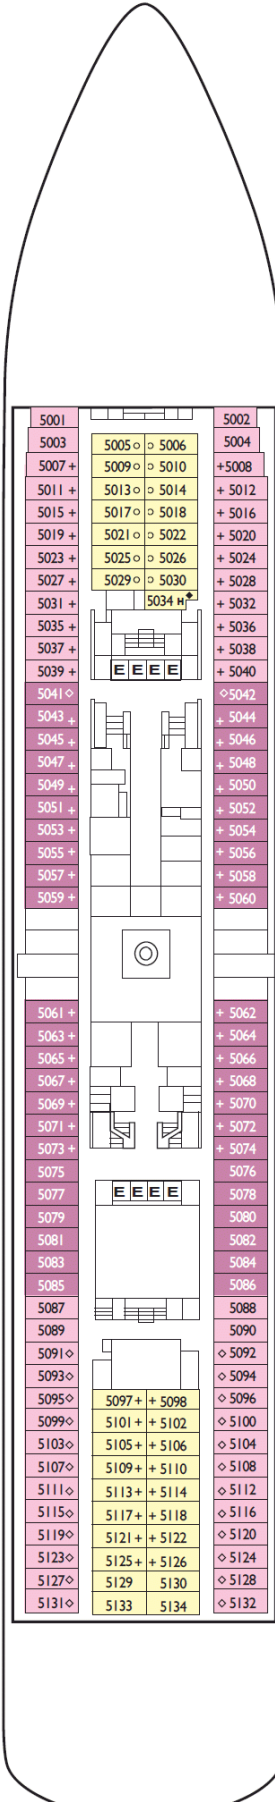 5001 5002
5003 5005○ ○ 5006 5004
5007 + 5009○ ○ 5010 +5008
5011 + 5013○ ○ 5014 + 5012
5015 + 5017○ ○ 5018 + 5016
5019 + 5021○ ○ 5022 + 5020
5023 + 5025○ ○ 5026 + 5024
5027 + 5029○ ○ 5030 + 5028
5031 + 5034 H◆ + 5032
5035 + + 5036
5037 + + 5038
5039 + E E E E + 5040
5041◇ ◇5042
5043 + + 5044
5045 + + 5046
5047 + + 5048
5049 + + 5050
5051 + + 5052
5053 + + 5054
5055 + + 5056
5057 + + 5058
5059 + + 5060
5061 + + 5062
5063 + + 5064
5065 + + 5066
5067 + + 5068
5069 + + 5070
5071 + + 5072
5073 + + 5074
5075 5076
5077 E E E E 5078
5079 5080
5081 5082
5083 5084
5085 5086
5087 5088
5089 5090
5091◇ ◇ 5092
5093◇ ◇ 5094
5095◇ 5097 + + 5098 ◇ 5096
5099◇ 5101 + + 5102 ◇ 5100
5103◇ 5105 + + 5106 ◇ 5104
5107◇ 5109 + + 5110 ◇ 5108
5111◇ 5113 + + 5114 ◇ 5112
5115◇ 5117 + + 5118 ◇ 5116
5119◇ 5121 + + 5122 ◇ 5120
5123◇ 5125 + + 5126 ◇ 5124
5127◇ 5129 5130 ◇ 5128
5131◇ 5133 5134 ◇ 5132